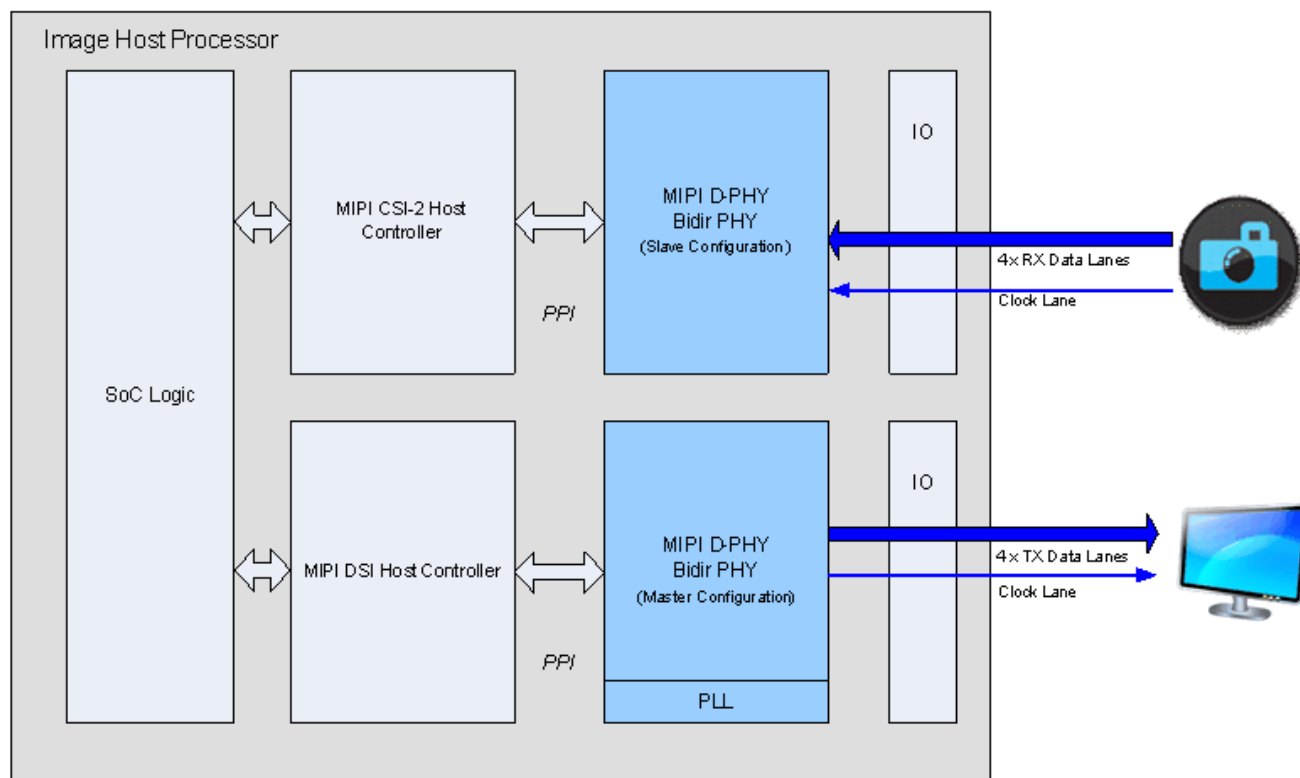 Image Host Processor
SoC Logic
MIPI CSI-2 Host
Controller
PPI
MIPI D-PHY
Bidir PHY
(Slave Configuration)
IO
4x RX Data Lanes
Clock Lane
MIPI DSI Host Controller
PPI
MIPI D-PHY
Bidir PHY
(Master Configuration)
PLL
IO
4x TX Data Lanes
Clock Lane